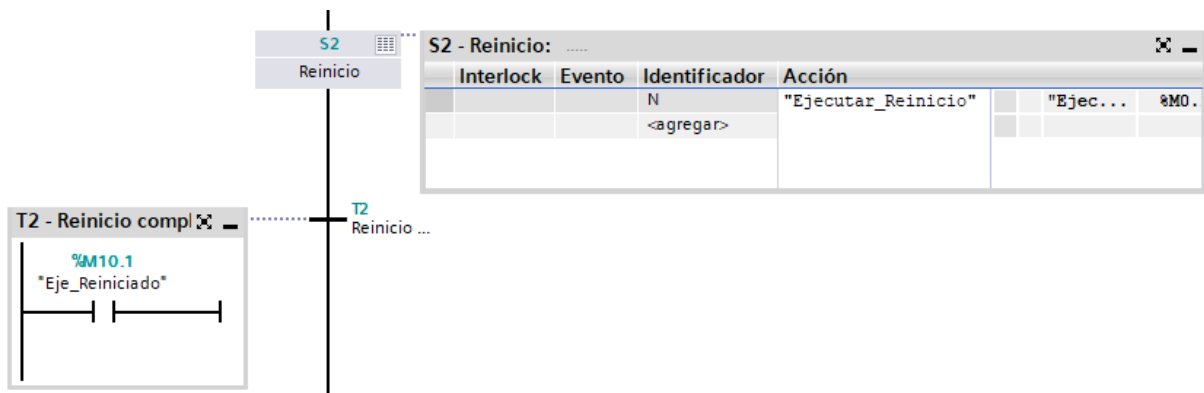 S2
Reinicio
S2 - Reinicio: .....
Interlock Evento Identificador Acción
N "Ejecutar_Reinicio" "Ejec... %M0.
<agregar>
T2 - Reinicio compl
%M10.1
"Eje_Reiniciado"
T2
Reinicio ...